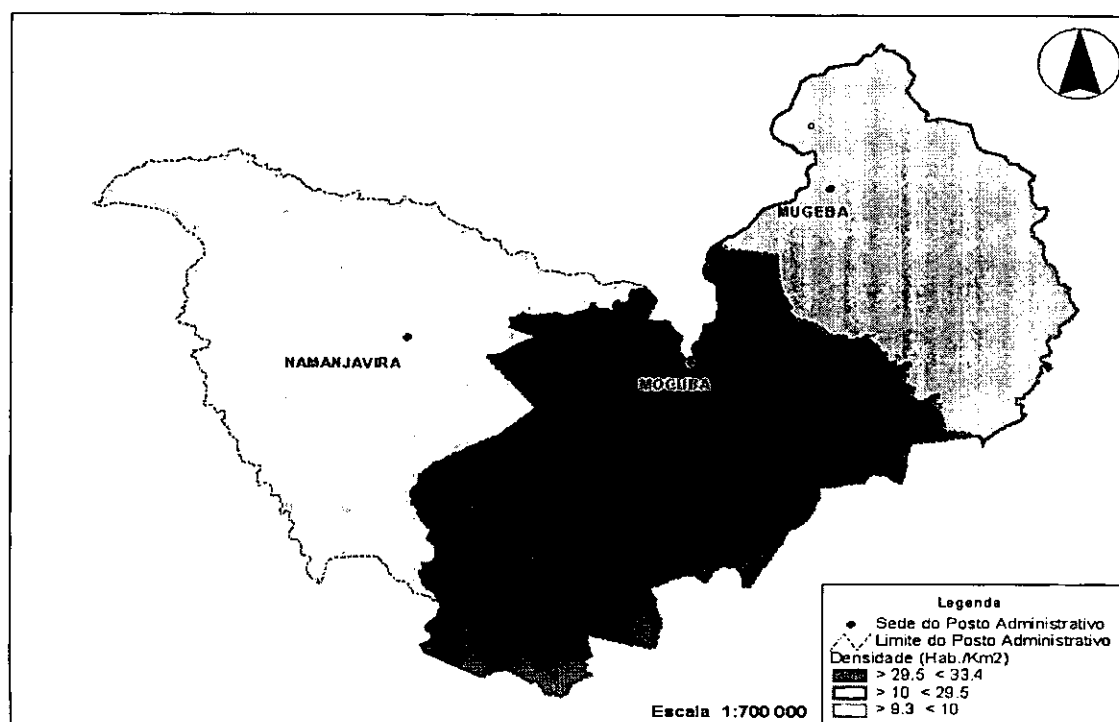 MUGEBA
NAMANJAVIRA
MOCUBA
Legenda
Sede do Posto Administrativo
Limite do Posto Administrativo
Densidade (Hab./Km2)
> 29.5 < 33.4
> 10 < 29.5
> 9.3 < 10
Escala 1:700 000